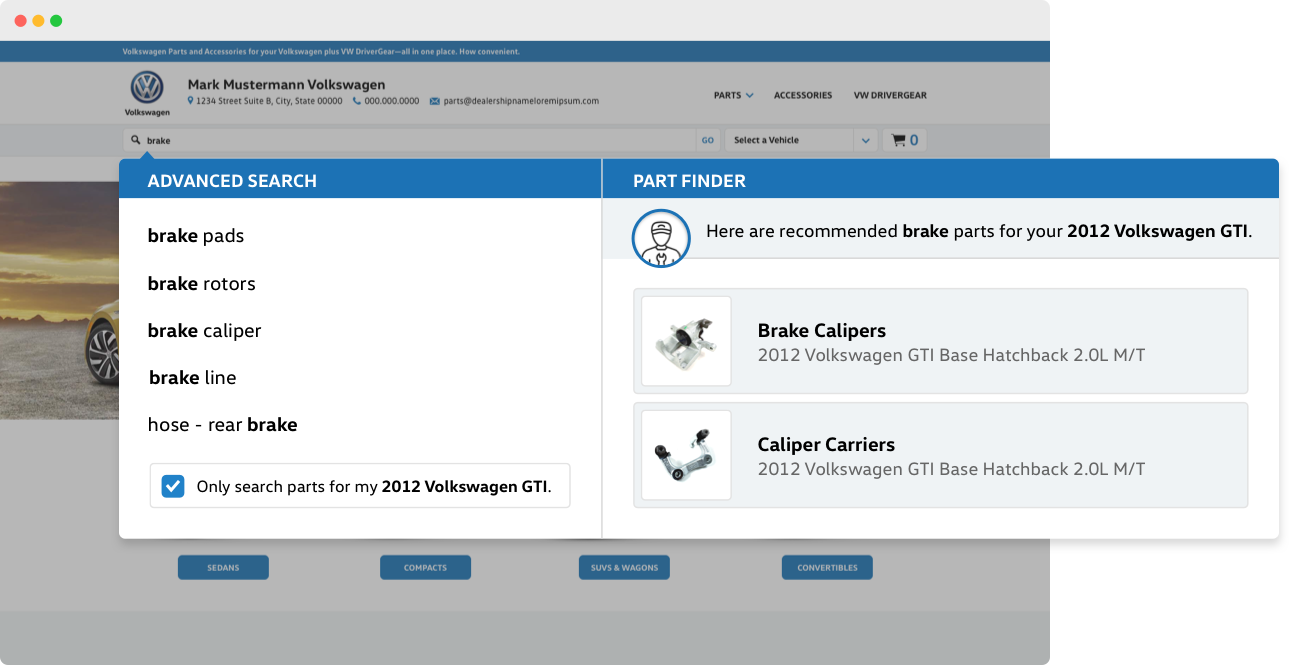 Volkswagen Parts and Accessories for your Volkswagen plus VW DriverGear—all in one place. How convenient.
Volkswagen
Mark Mustermann Volkswagen
1234 Street Suite B, City, State 00000 000.000.0000 parts@dealershipnameloremipsum.com
PARTS ACCESSORIES VW DRIVERGEAR
brake GO Select a Vehicle 0
ADVANCED SEARCH
brake pads
brake rotors
brake caliper
brake line
hose - rear brake
Only search parts for my 2012 Volkswagen GTI.
PART FINDER
Here are recommended brake parts for your 2012 Volkswagen GTI.
Brake Calipers
2012 Volkswagen GTI Base Hatchback 2.0L M/T
Caliper Carriers
2012 Volkswagen GTI Base Hatchback 2.0L M/T
SEDANS COMPACTS SUVS & WAGONS CONVERTIBLES